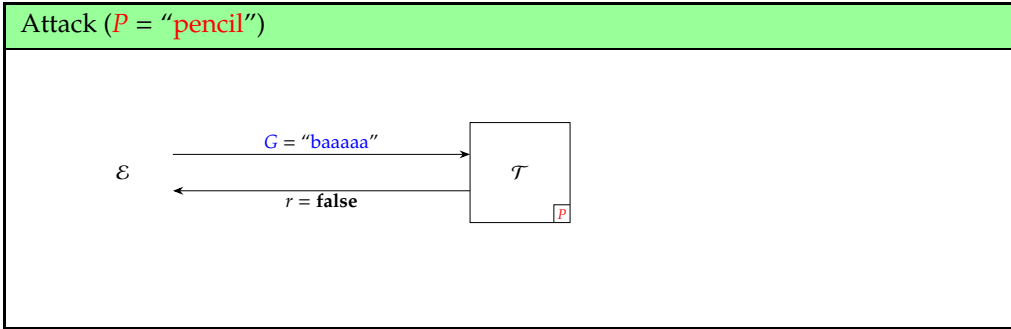 Attack (P = “pencil”)
G = “baaaaa”
ℰ
𝒯
r = false
P